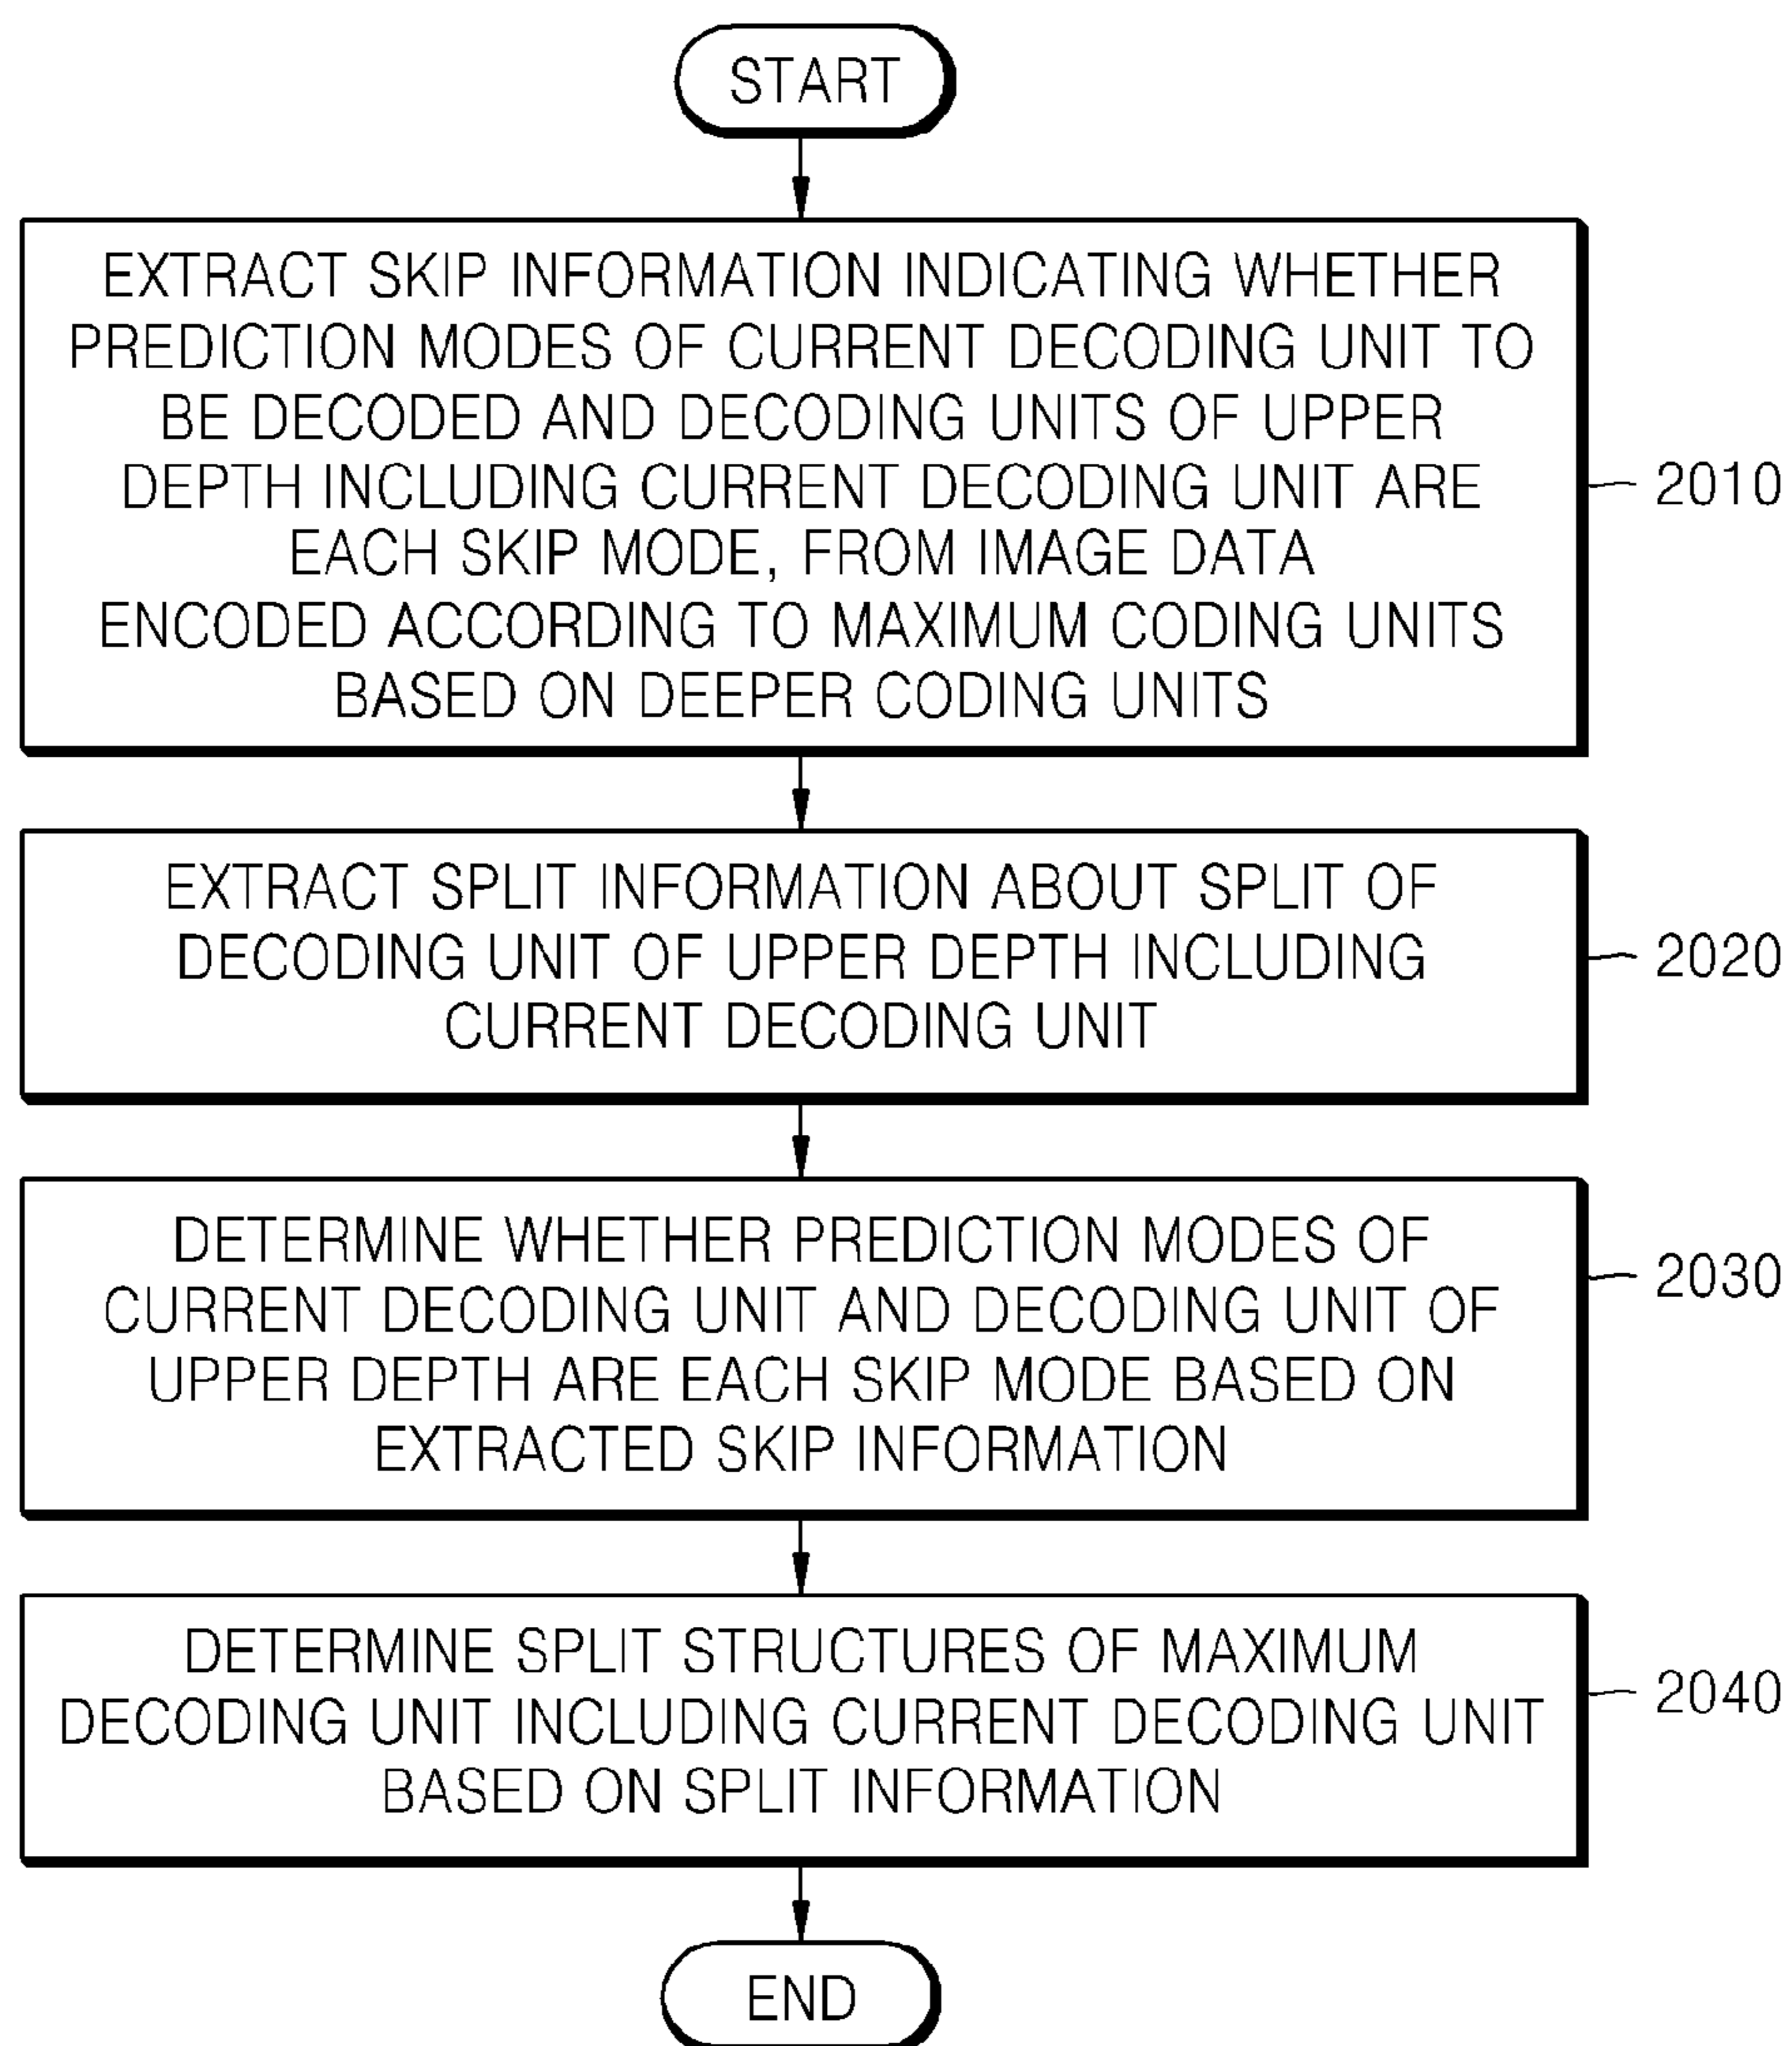 START
EXTRACT SKIP INFORMATION INDICATING WHETHER
PREDICTION MODES OF CURRENT DECODING UNIT TO
BE DECODED AND DECODING UNITS OF UPPER
DEPTH INCLUDING CURRENT DECODING UNIT ARE
EACH SKIP MODE, FROM IMAGE DATA
ENCODED ACCORDING TO MAXIMUM CODING UNITS
BASED ON DEEPER CODING UNITS
2010
EXTRACT SPLIT INFORMATION ABOUT SPLIT OF
DECODING UNIT OF UPPER DEPTH INCLUDING
CURRENT DECODING UNIT
2020
DETERMINE WHETHER PREDICTION MODES OF
CURRENT DECODING UNIT AND DECODING UNIT OF
UPPER DEPTH ARE EACH SKIP MODE BASED ON
EXTRACTED SKIP INFORMATION
2030
DETERMINE SPLIT STRUCTURES OF MAXIMUM
DECODING UNIT INCLUDING CURRENT DECODING UNIT
BASED ON SPLIT INFORMATION
2040
END